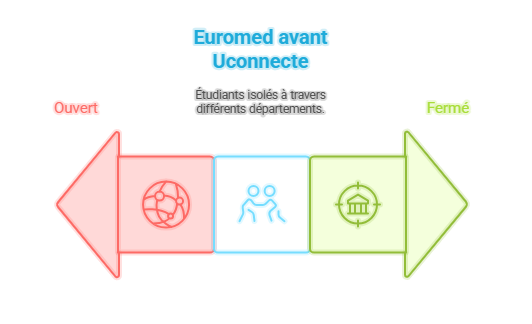 Euromed avant
Uconnecte
Étudiants isolés à travers
différents départements.
Ouvert
Fermé